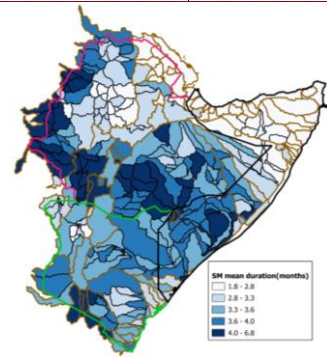 SM mean duration(months)
1.8 - 2.8
2.8 - 3.3
3.3 - 3.6
3.6 - 4.0
4.0 - 6.8